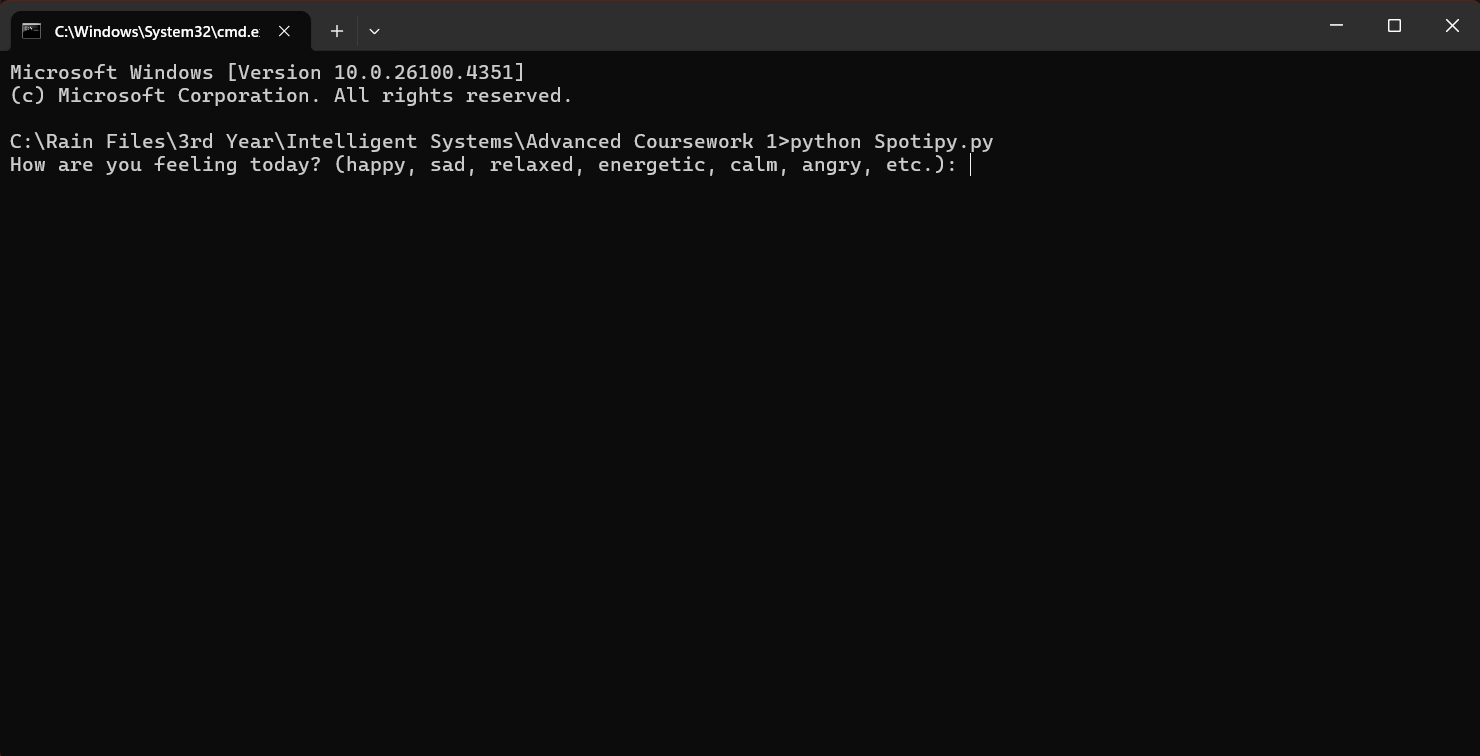 C:\Windows\System32\cmd.e
Microsoft Windows [Version 10.0.26100.4351]
(c) Microsoft Corporation. All rights reserved.
C:\Rain Files\3rd Year\Intelligent Systems\Advanced Coursework 1>python Spotipy.py
How are you feeling today? (happy, sad, relaxed, energetic, calm, angry, etc.):